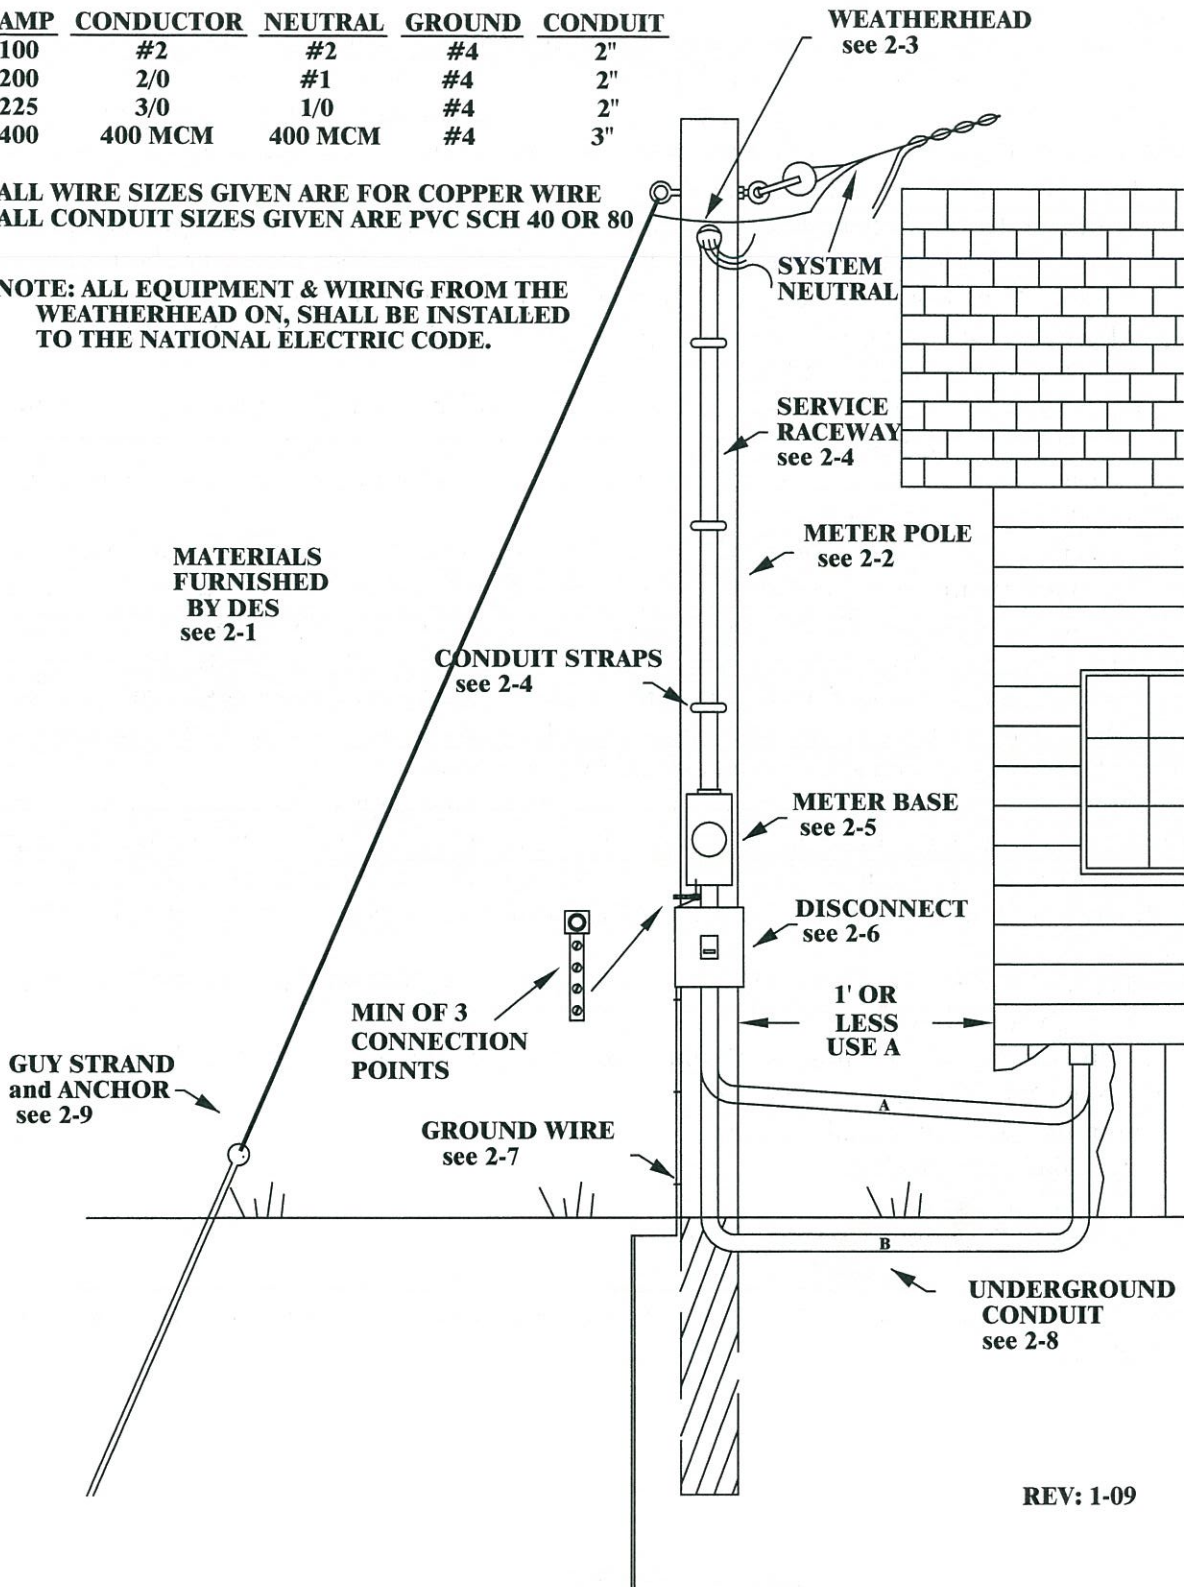 AMP CONDUCTOR NEUTRAL GROUND CONDUIT
100 #2 #2 #4 2"
200 2/0 #1 #4 2"
225 3/0 1/0 #4 2"
400 400 MCM 400 MCM #4 3"
ALL WIRE SIZES GIVEN ARE FOR COPPER WIRE
ALL CONDUIT SIZES GIVEN ARE PVC SCH 40 OR 80
NOTE: ALL EQUIPMENT & WIRING FROM THE
WEATHERHEAD ON, SHALL BE INSTALLED
TO THE NATIONAL ELECTRIC CODE.
WEATHERHEAD
see 2-3
SYSTEM
NEUTRAL
SERVICE
RACEWAY
see 2-4
METER POLE
see 2-2
MATERIALS
FURNISHED
BY DES
see 2-1
CONDUIT STRAPS
see 2-4
METER BASE
see 2-5
DISCONNECT
see 2-6
MIN OF 3
CONNECTION
POINTS
1' OR
LESS
USE A
GUY STRAND
and ANCHOR
see 2-9
A
GROUND WIRE
see 2-7
B
UNDERGROUND
CONDUIT
see 2-8
REV: 1-09